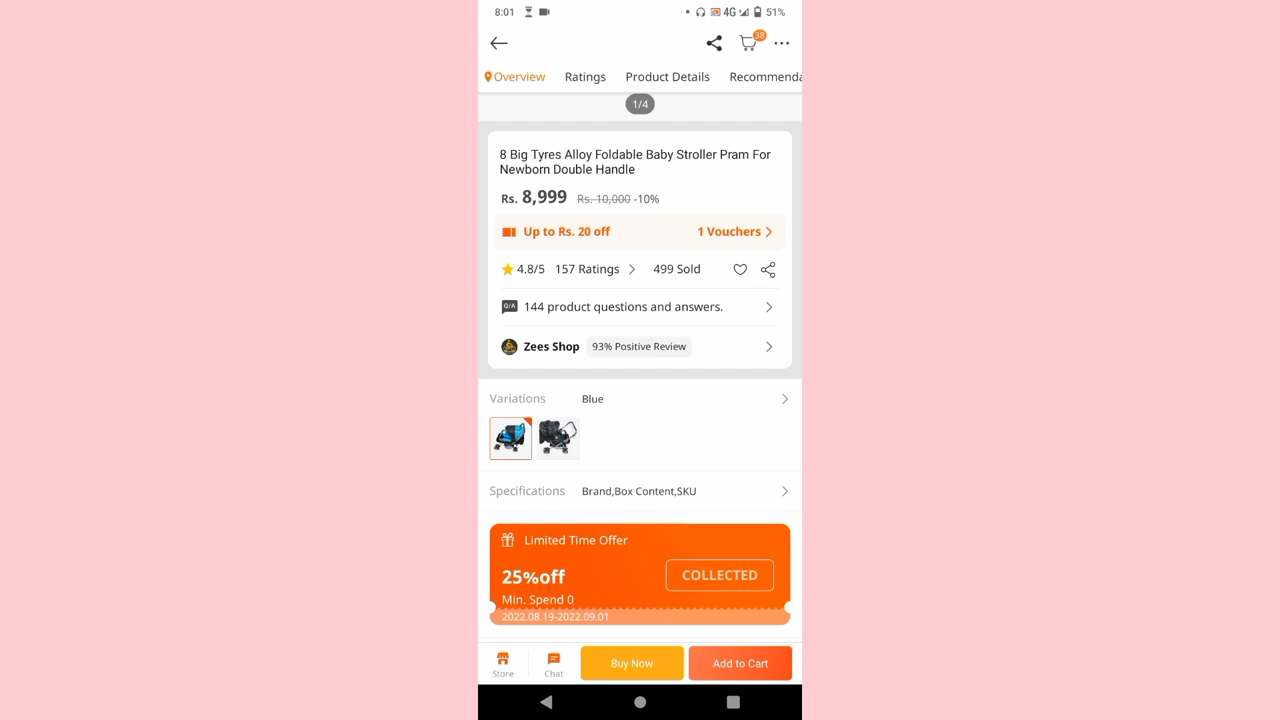 8:01 4G 51%
38
Overview Ratings Product Details Recommenda
1/4
8 Big Tyres Alloy Foldable Baby Stroller Pram For
Newborn Double Handle
Rs. 8,999 Rs. 10,000 -10%
Up to Rs. 20 off 1 Vouchers
4.8/5 157 Ratings 499 Sold
Q/A 144 product questions and answers.
Zees Shop 93% Positive Review
Variations Blue
Specifications Brand,Box Content,SKU
Limited Time Offer
25%off COLLECTED
Min. Spend 0
2022.08.19-2022.09.01
Store Chat Buy Now Add to Cart